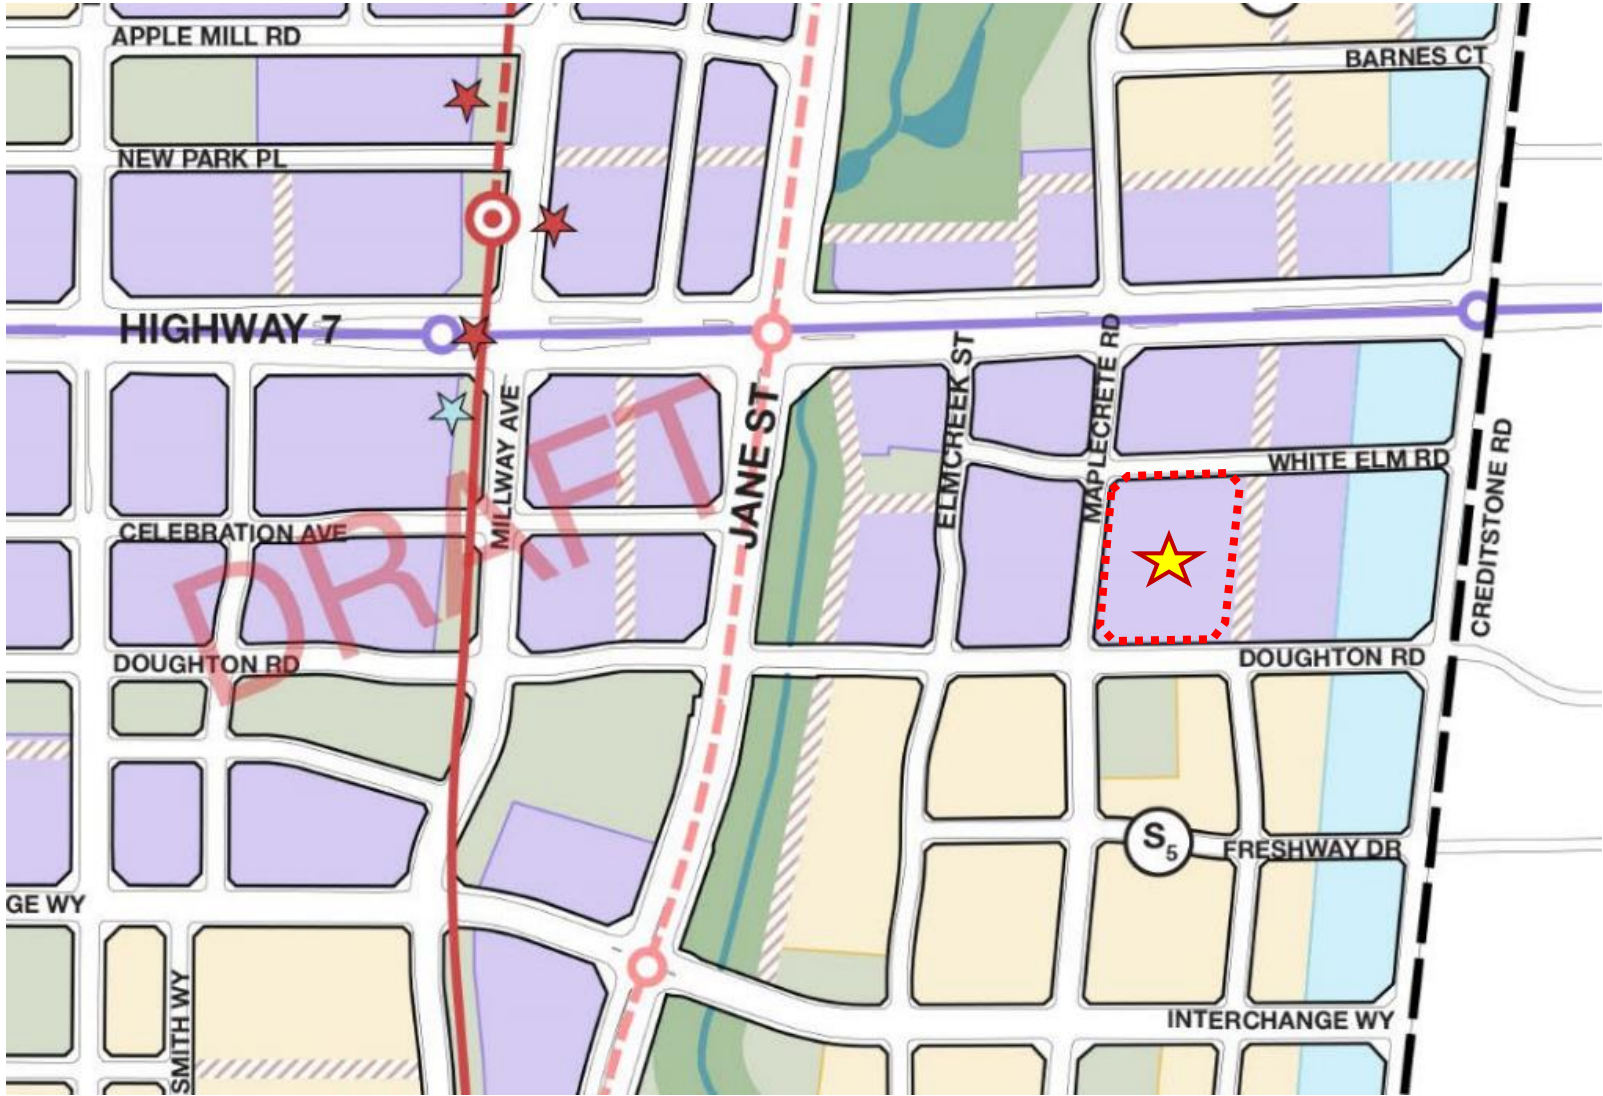 APPLE MILL RD
BARNES CT
NEW PARK PL
HIGHWAY 7
MAPLECRETE RD
ELMCREEK ST
MILLWAY AVE
JANE ST
WHITE ELM RD
CREDITSTONE RD
CELEBRATION AVE
DRAFT
DOUGHTON RD
DOUGHTON RD
S5
FRESHWAY DR
GE WY
SMITH WY
INTERCHANGE WY